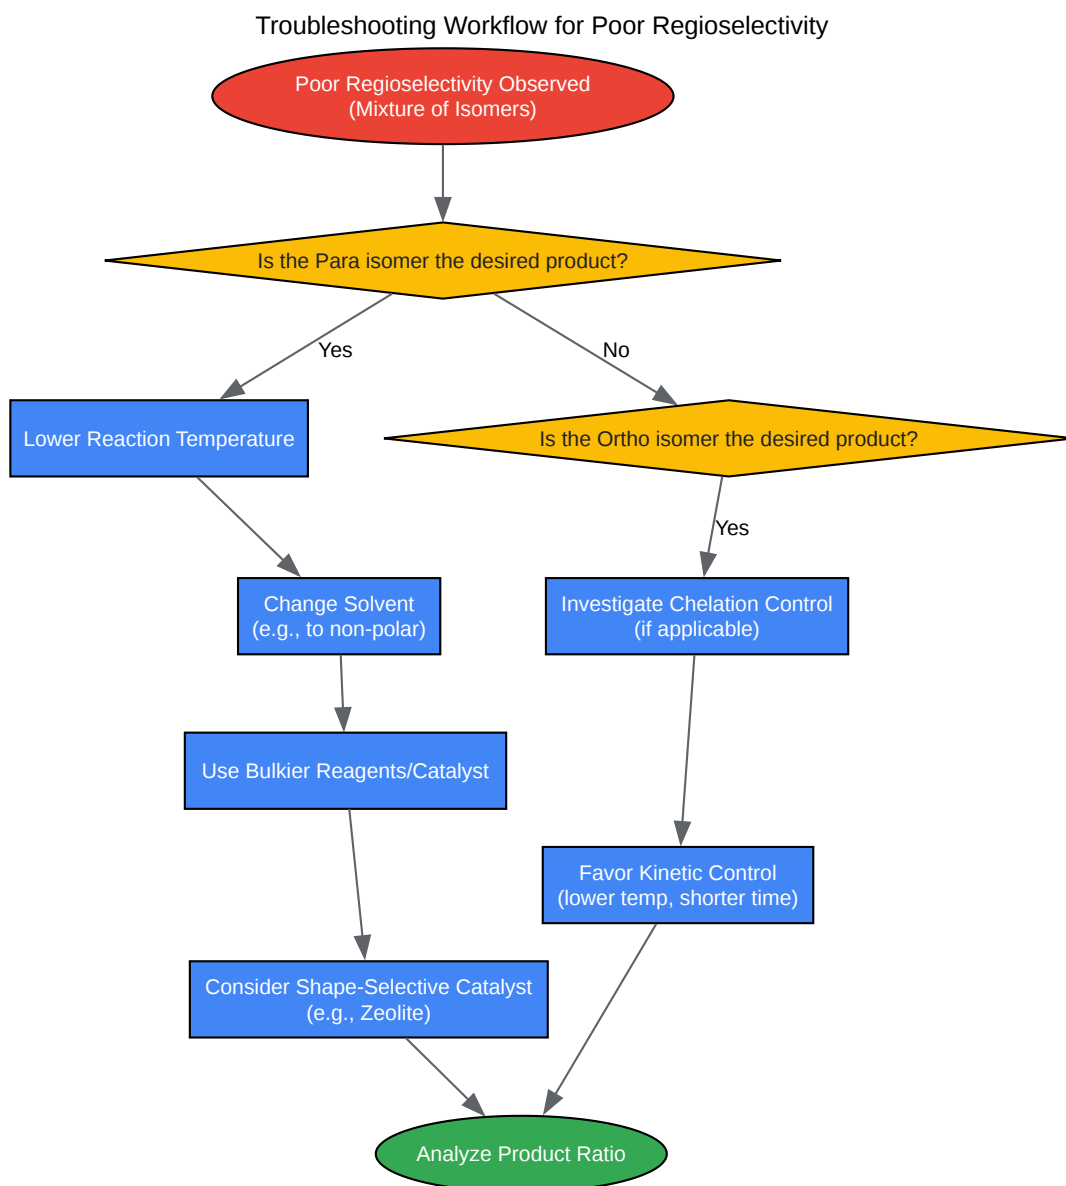 Troubleshooting Workflow for Poor Regioselectivity
Poor Regioselectivity Observed
(Mixture of Isomers)
Is the Para isomer the desired product?
Yes
No
Lower Reaction Temperature
Is the Ortho isomer the desired product?
Yes
Change Solvent
(e.g., to non-polar)
Investigate Chelation Control
(if applicable)
Use Bulkier Reagents/Catalyst
Favor Kinetic Control
(lower temp, shorter time)
Consider Shape-Selective Catalyst
(e.g., Zeolite)
Analyze Product Ratio